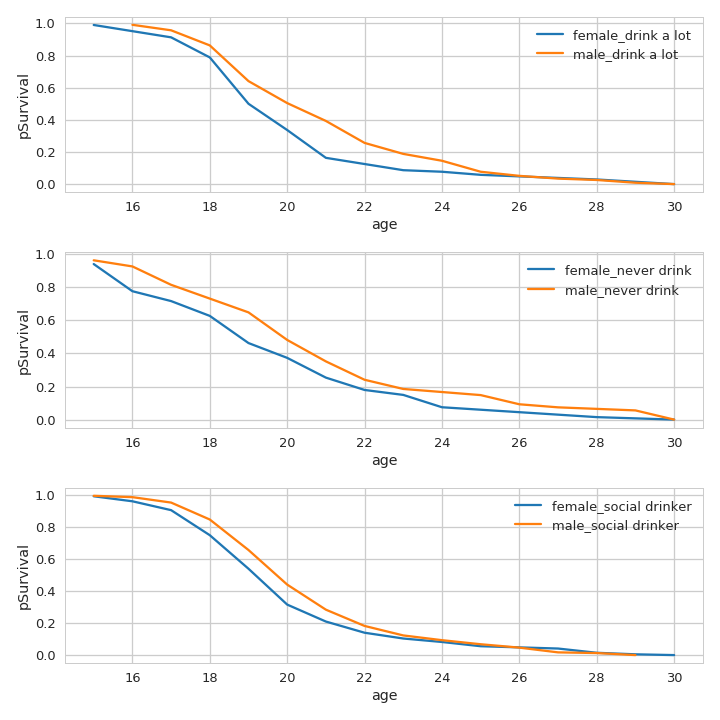 1.0
0.8
0.6
0.4
0.2
0.0
pSurvival
female_drink a lot
male_drink a lot
16 18 20 22 24 26 28 30
age
1.0
0.8
0.6
0.4
0.2
0.0
pSurvival
female_never drink
male_never drink
16 18 20 22 24 26 28 30
age
1.0
0.8
0.6
0.4
0.2
0.0
pSurvival
female_social drinker
male_social drinker
16 18 20 22 24 26 28 30
age